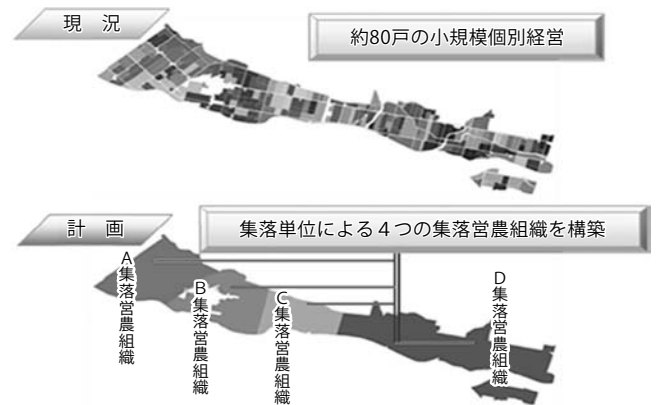 現　況
約80戸の小規模個別経営
計　画
集落単位による４つの集落営農組織を構築
A集落営農組織
B集落営農組織
C集落営農組織
D集落営農組織